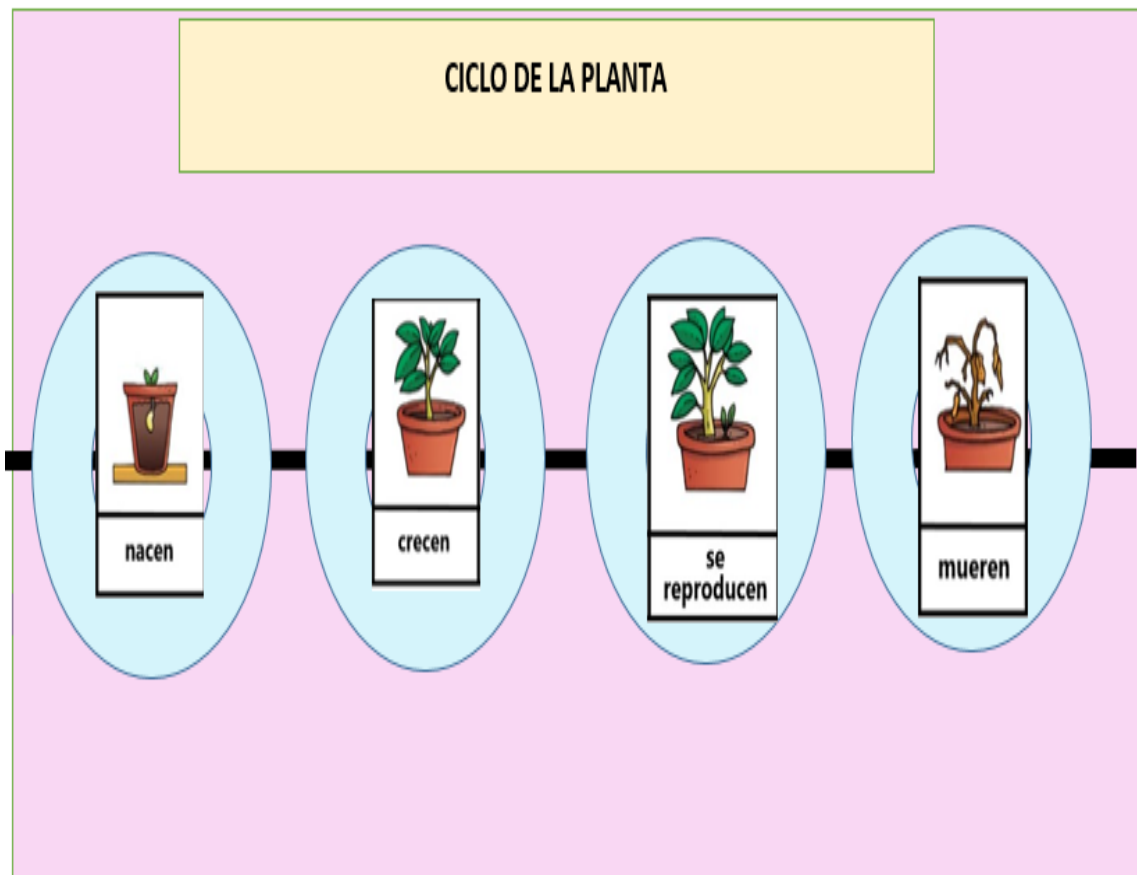 CICLO DE LA PLANTA
nacen
crecen
se
reproducen
mueren